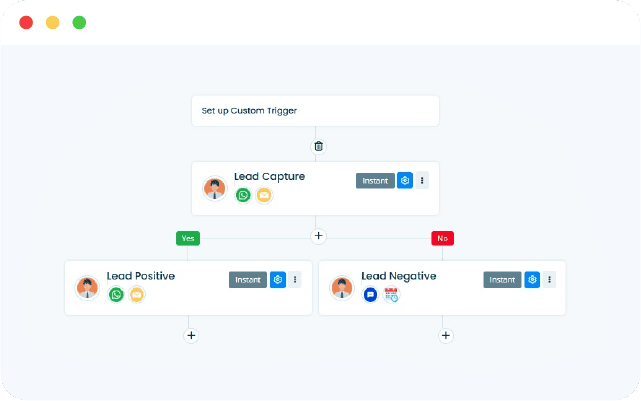 Set up Custom Trigger
Lead Capture
Instant
Yes
No
Lead Positive
Instant
Lead Negative
Instant